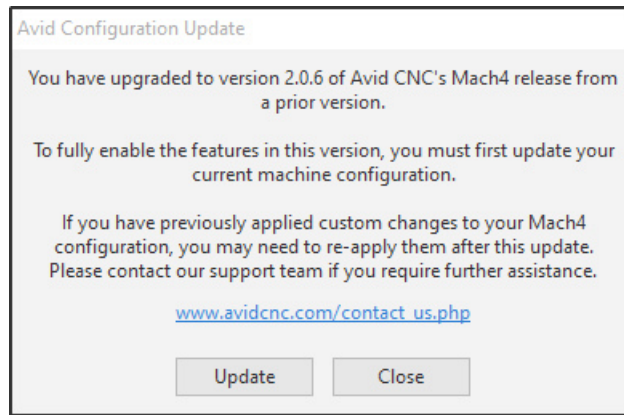 Avid Configuration Update
You have upgraded to version 2.0.6 of Avid CNC's Mach4 release from
a prior version.
To fully enable the features in this version, you must first update your
current machine configuration.
If you have previously applied custom changes to your Mach4
configuration, you may need to re-apply them after this update.
Please contact our support team if you require further assistance.
www.avidcnc.com/contact_us.php
Update
Close